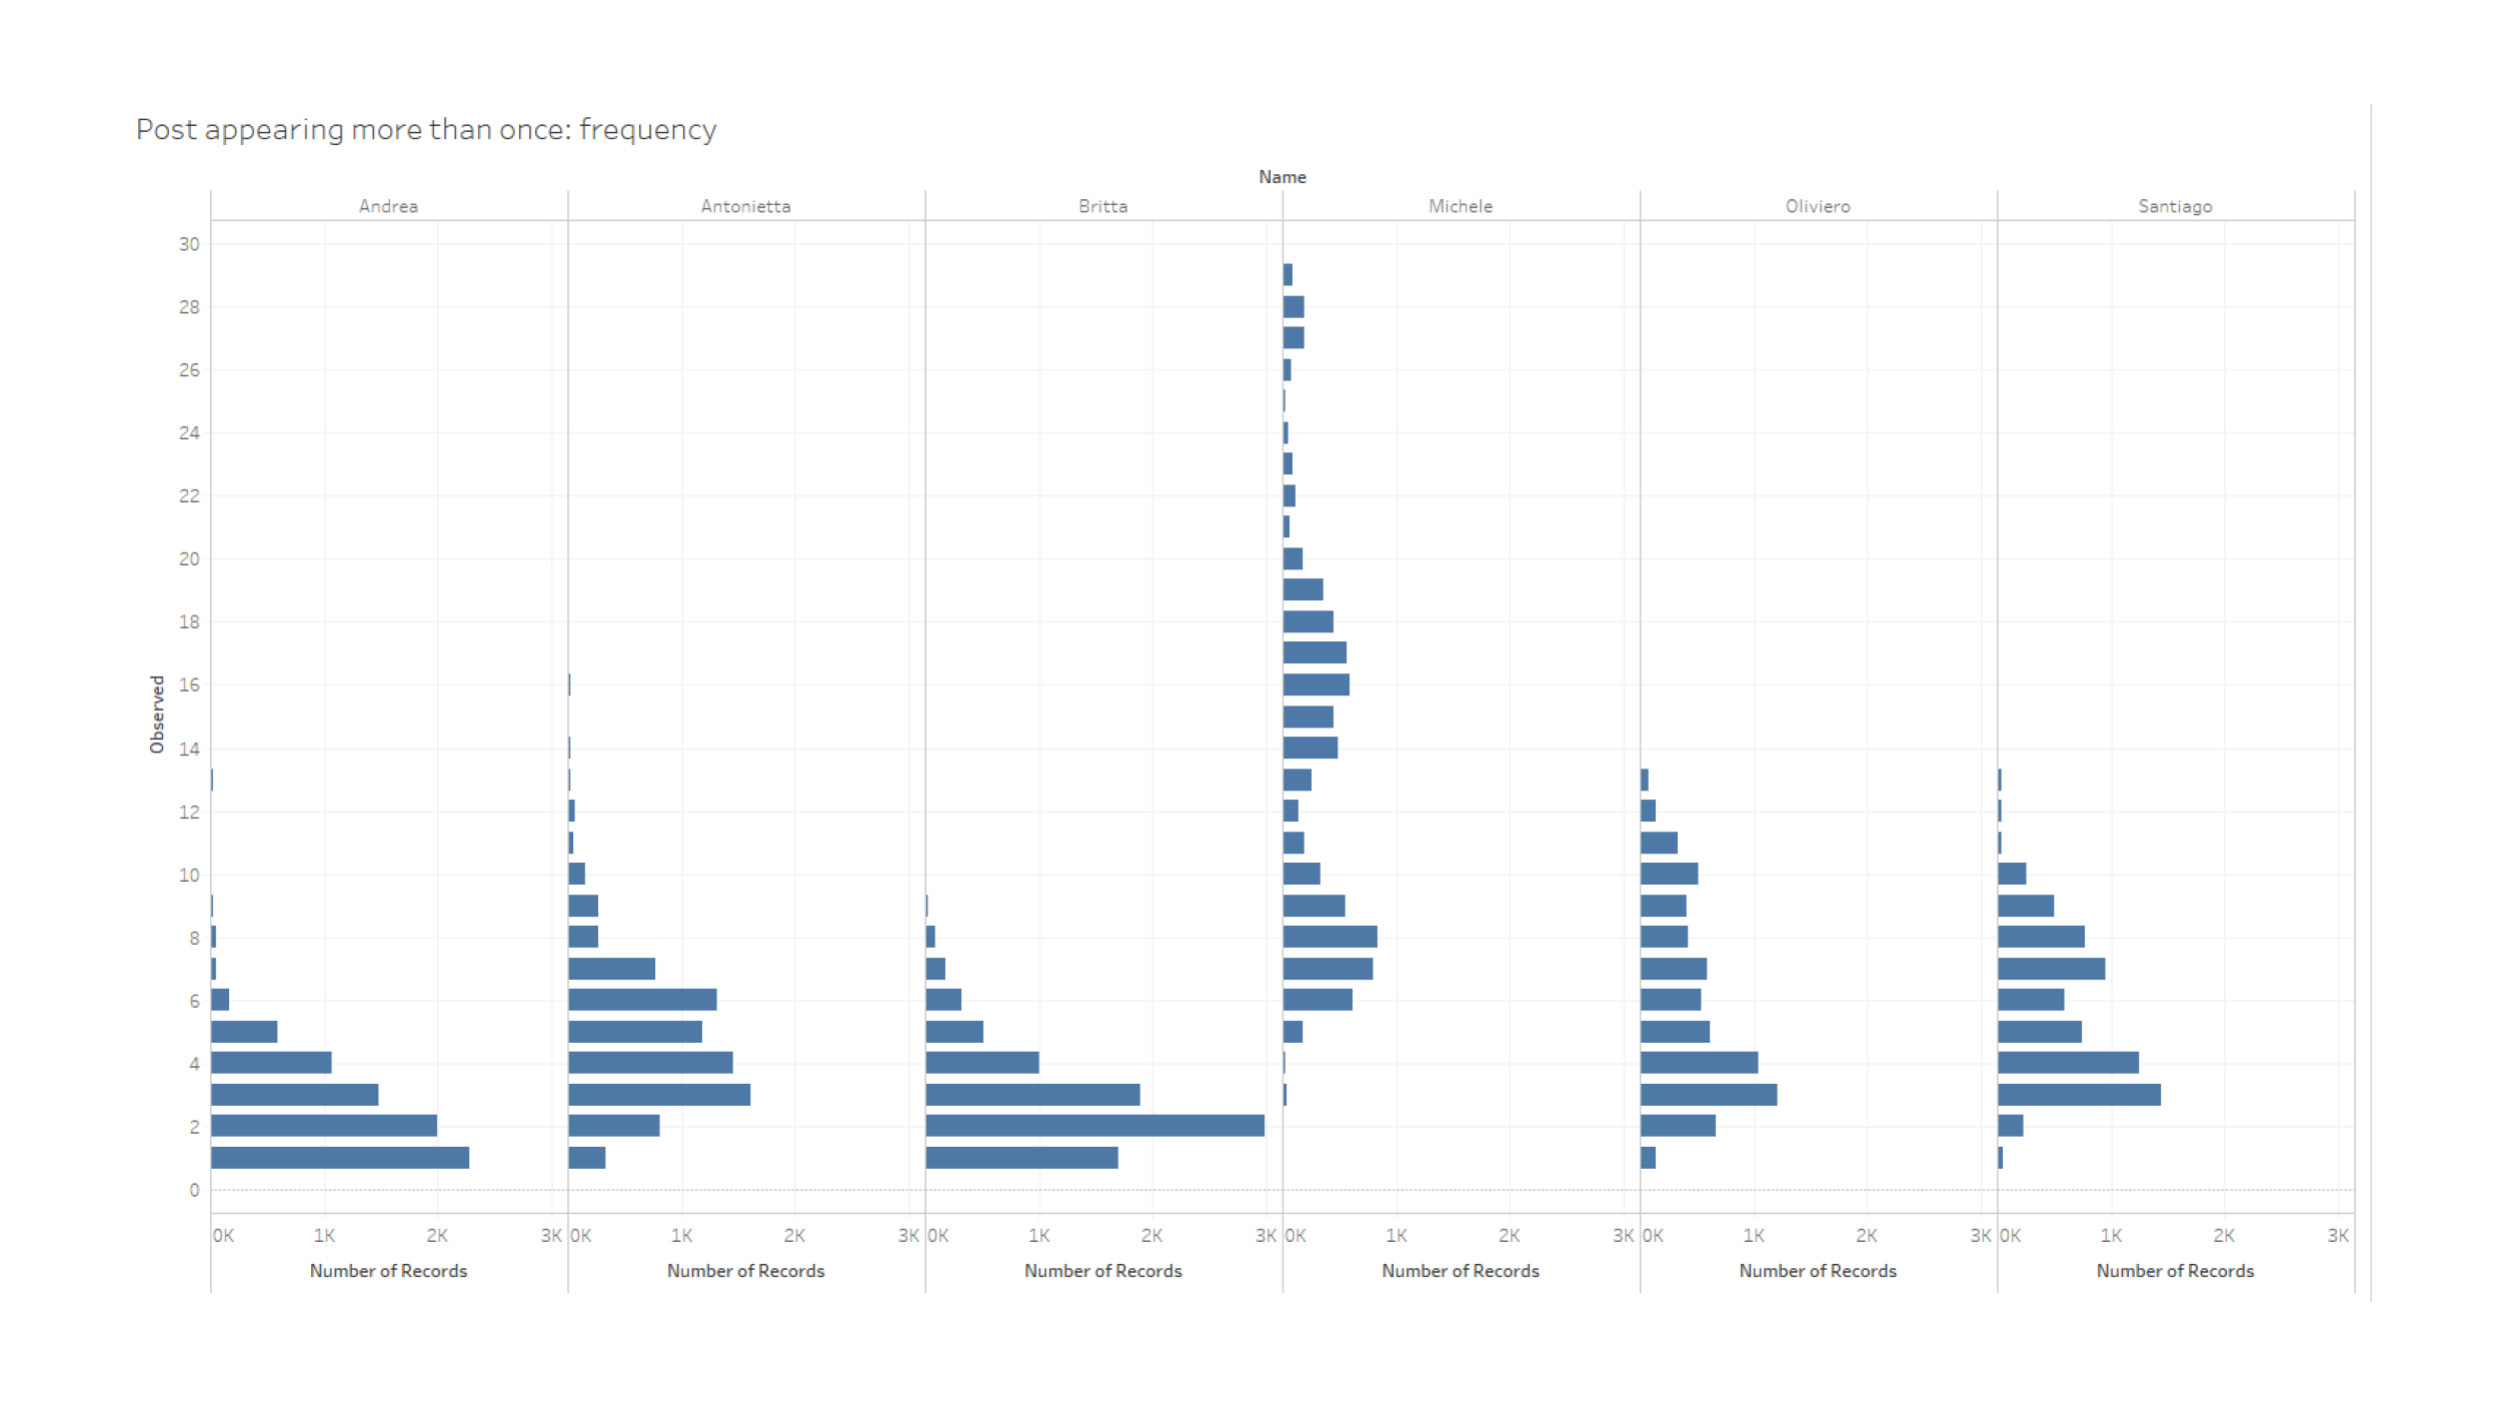 Post appearing more than once: frequency
Name
Andrea Antonietta Britta Michele Oliviero Santiago
30
28
26
24
22
20
18
16
14
12
10
8
6
4
2
0
Observed
0K 1K 2K 3K 0K 1K 2K 3K 0K 1K 2K 3K 0K 1K 2K 3K 0K 1K 2K 3K 0K 1K 2K 3K
Number of Records Number of Records Number of Records Number of Records Number of Records Number of Records